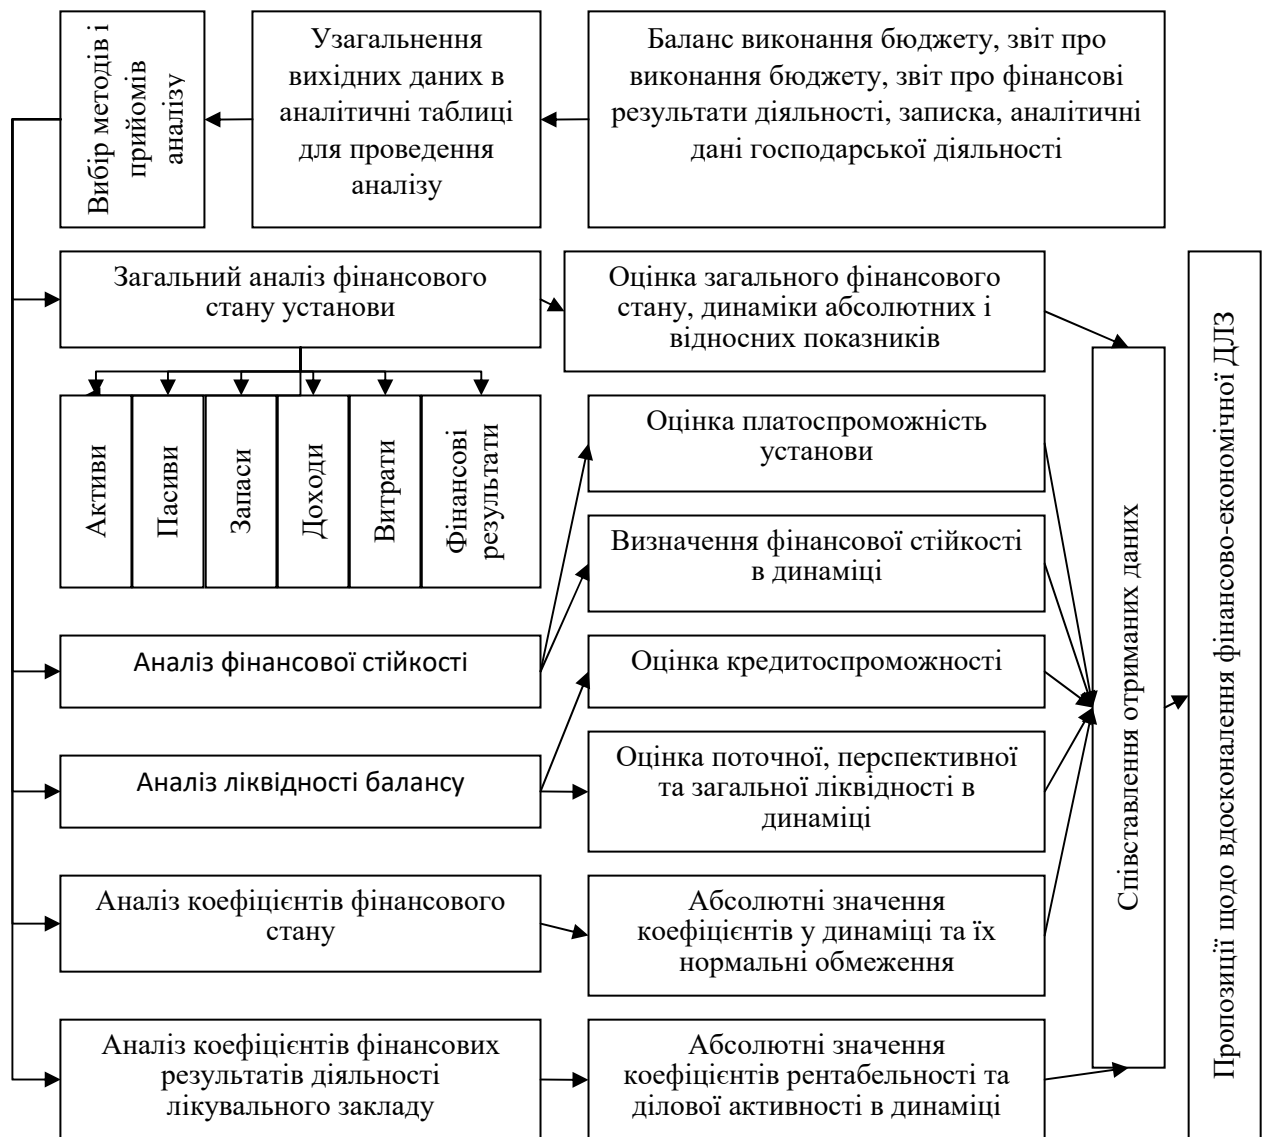 Вибір методів і
прийомів
аналізу
Узагальнення
вихідних даних в
аналітичні таблиці
для проведення
аналізу
Баланс виконання бюджету, звіт про
виконання бюджету, звіт про фінансові
результати діяльності, записка, аналітичні
дані господарської діяльності
Загальний аналіз фінансового
стану установи
Оцінка загального фінансового
стану, динаміки абсолютних і
відносних показників
Активи
Пасиви
Запаси
Доходи
Витрати
Фінансові
результати
Оцінка платоспроможність
установи
Визначення фінансової стійкості
в динаміці
Аналіз фінансової стійкості
Оцінка кредитоспроможності
Аналіз ліквідності балансу
Оцінка поточної, перспективної
та загальної ліквідності в
динаміці
Аналіз коефіцієнтів фінансового
стану
Абсолютні значення
коефіцієнтів у динаміці та їх
нормальні обмеження
Аналіз коефіцієнтів фінансових
результатів діяльності
лікувального закладу
Абсолютні значення
коефіцієнтів рентабельності та
ділової активності в динаміці
Співставлення отриманих даних
Пропозиції щодо вдосконалення фінансово-економічної ДЛЗ